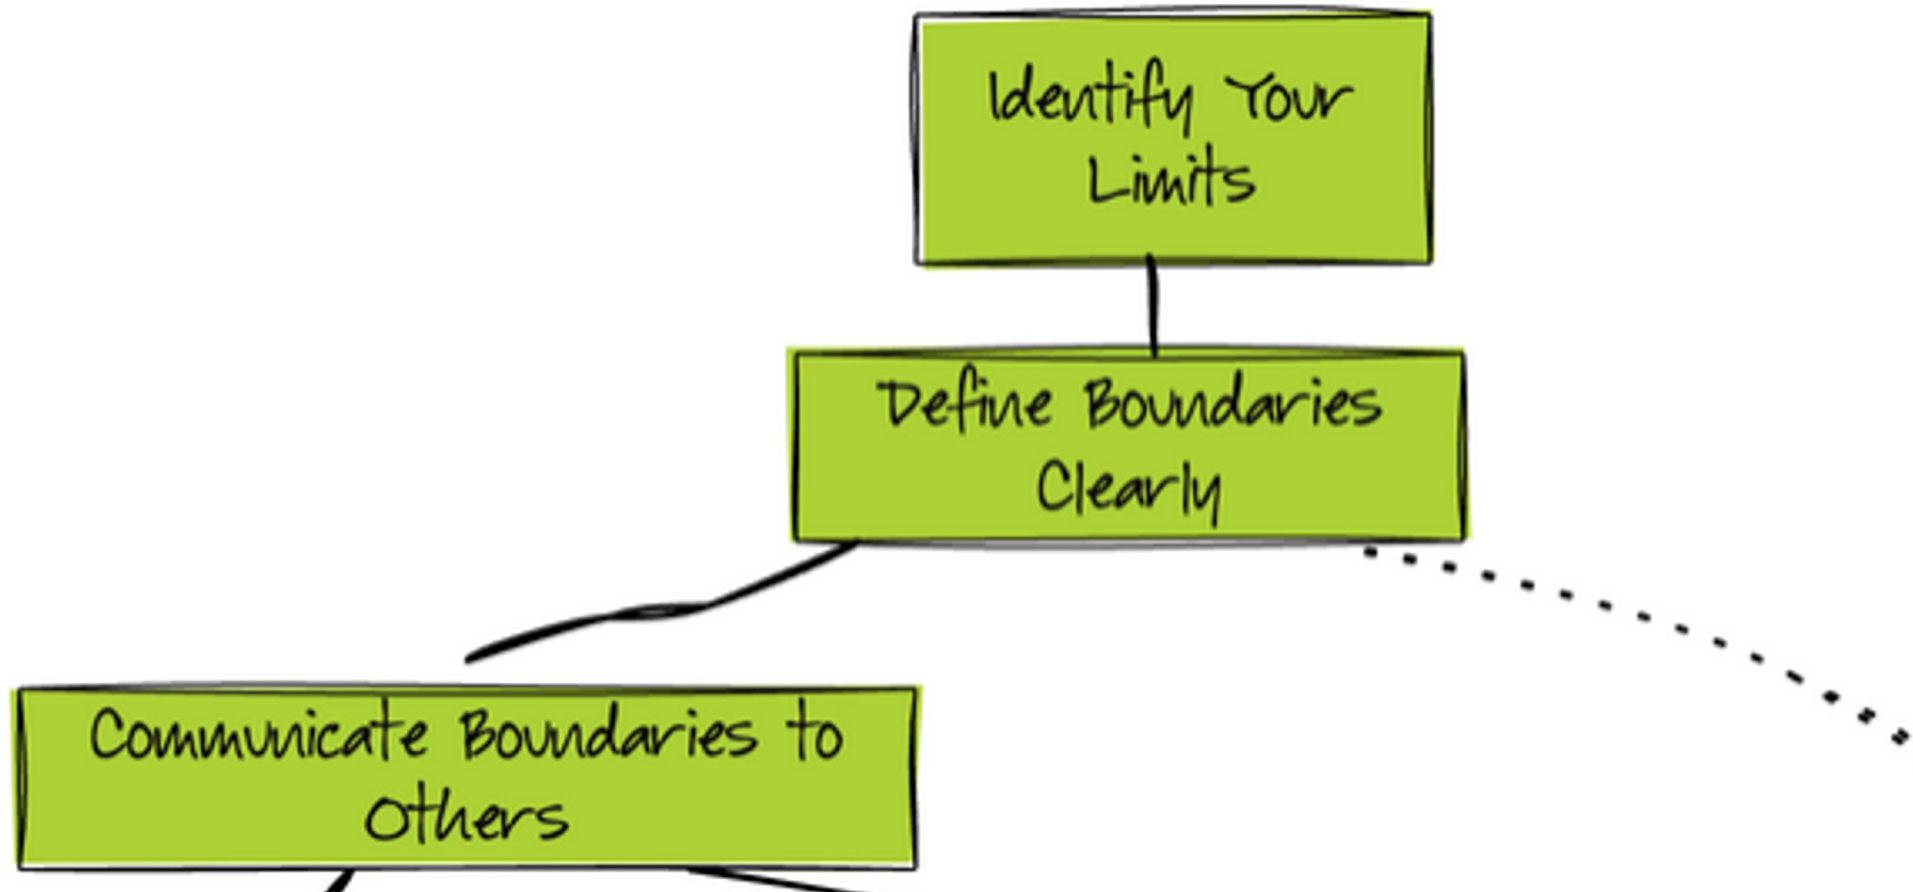 Identify Your
Limits
Define Boundaries
Clearly
Communicate Boundaries to
Others